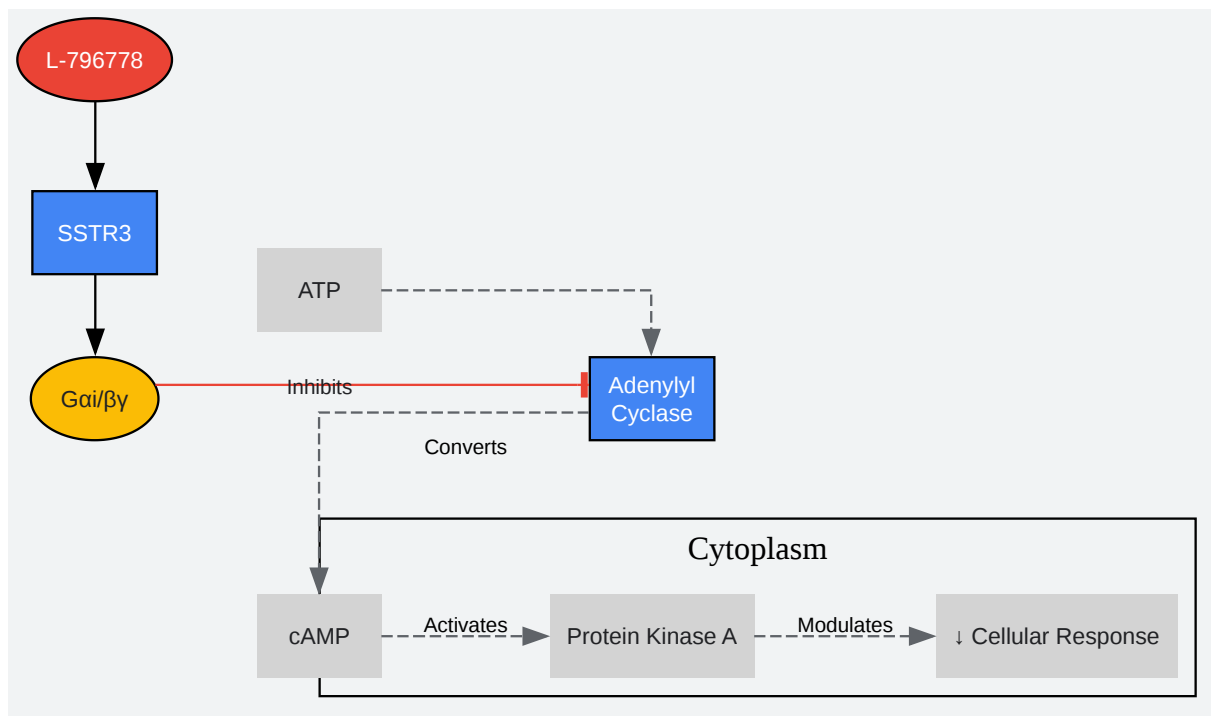 L-796778
SSTR3
ATP
Gαi/βγ
Inhibits
Adenylyl
Cyclase
Converts
Cytoplasm
cAMP
Activates
Protein Kinase A
Modulates
↓ Cellular Response